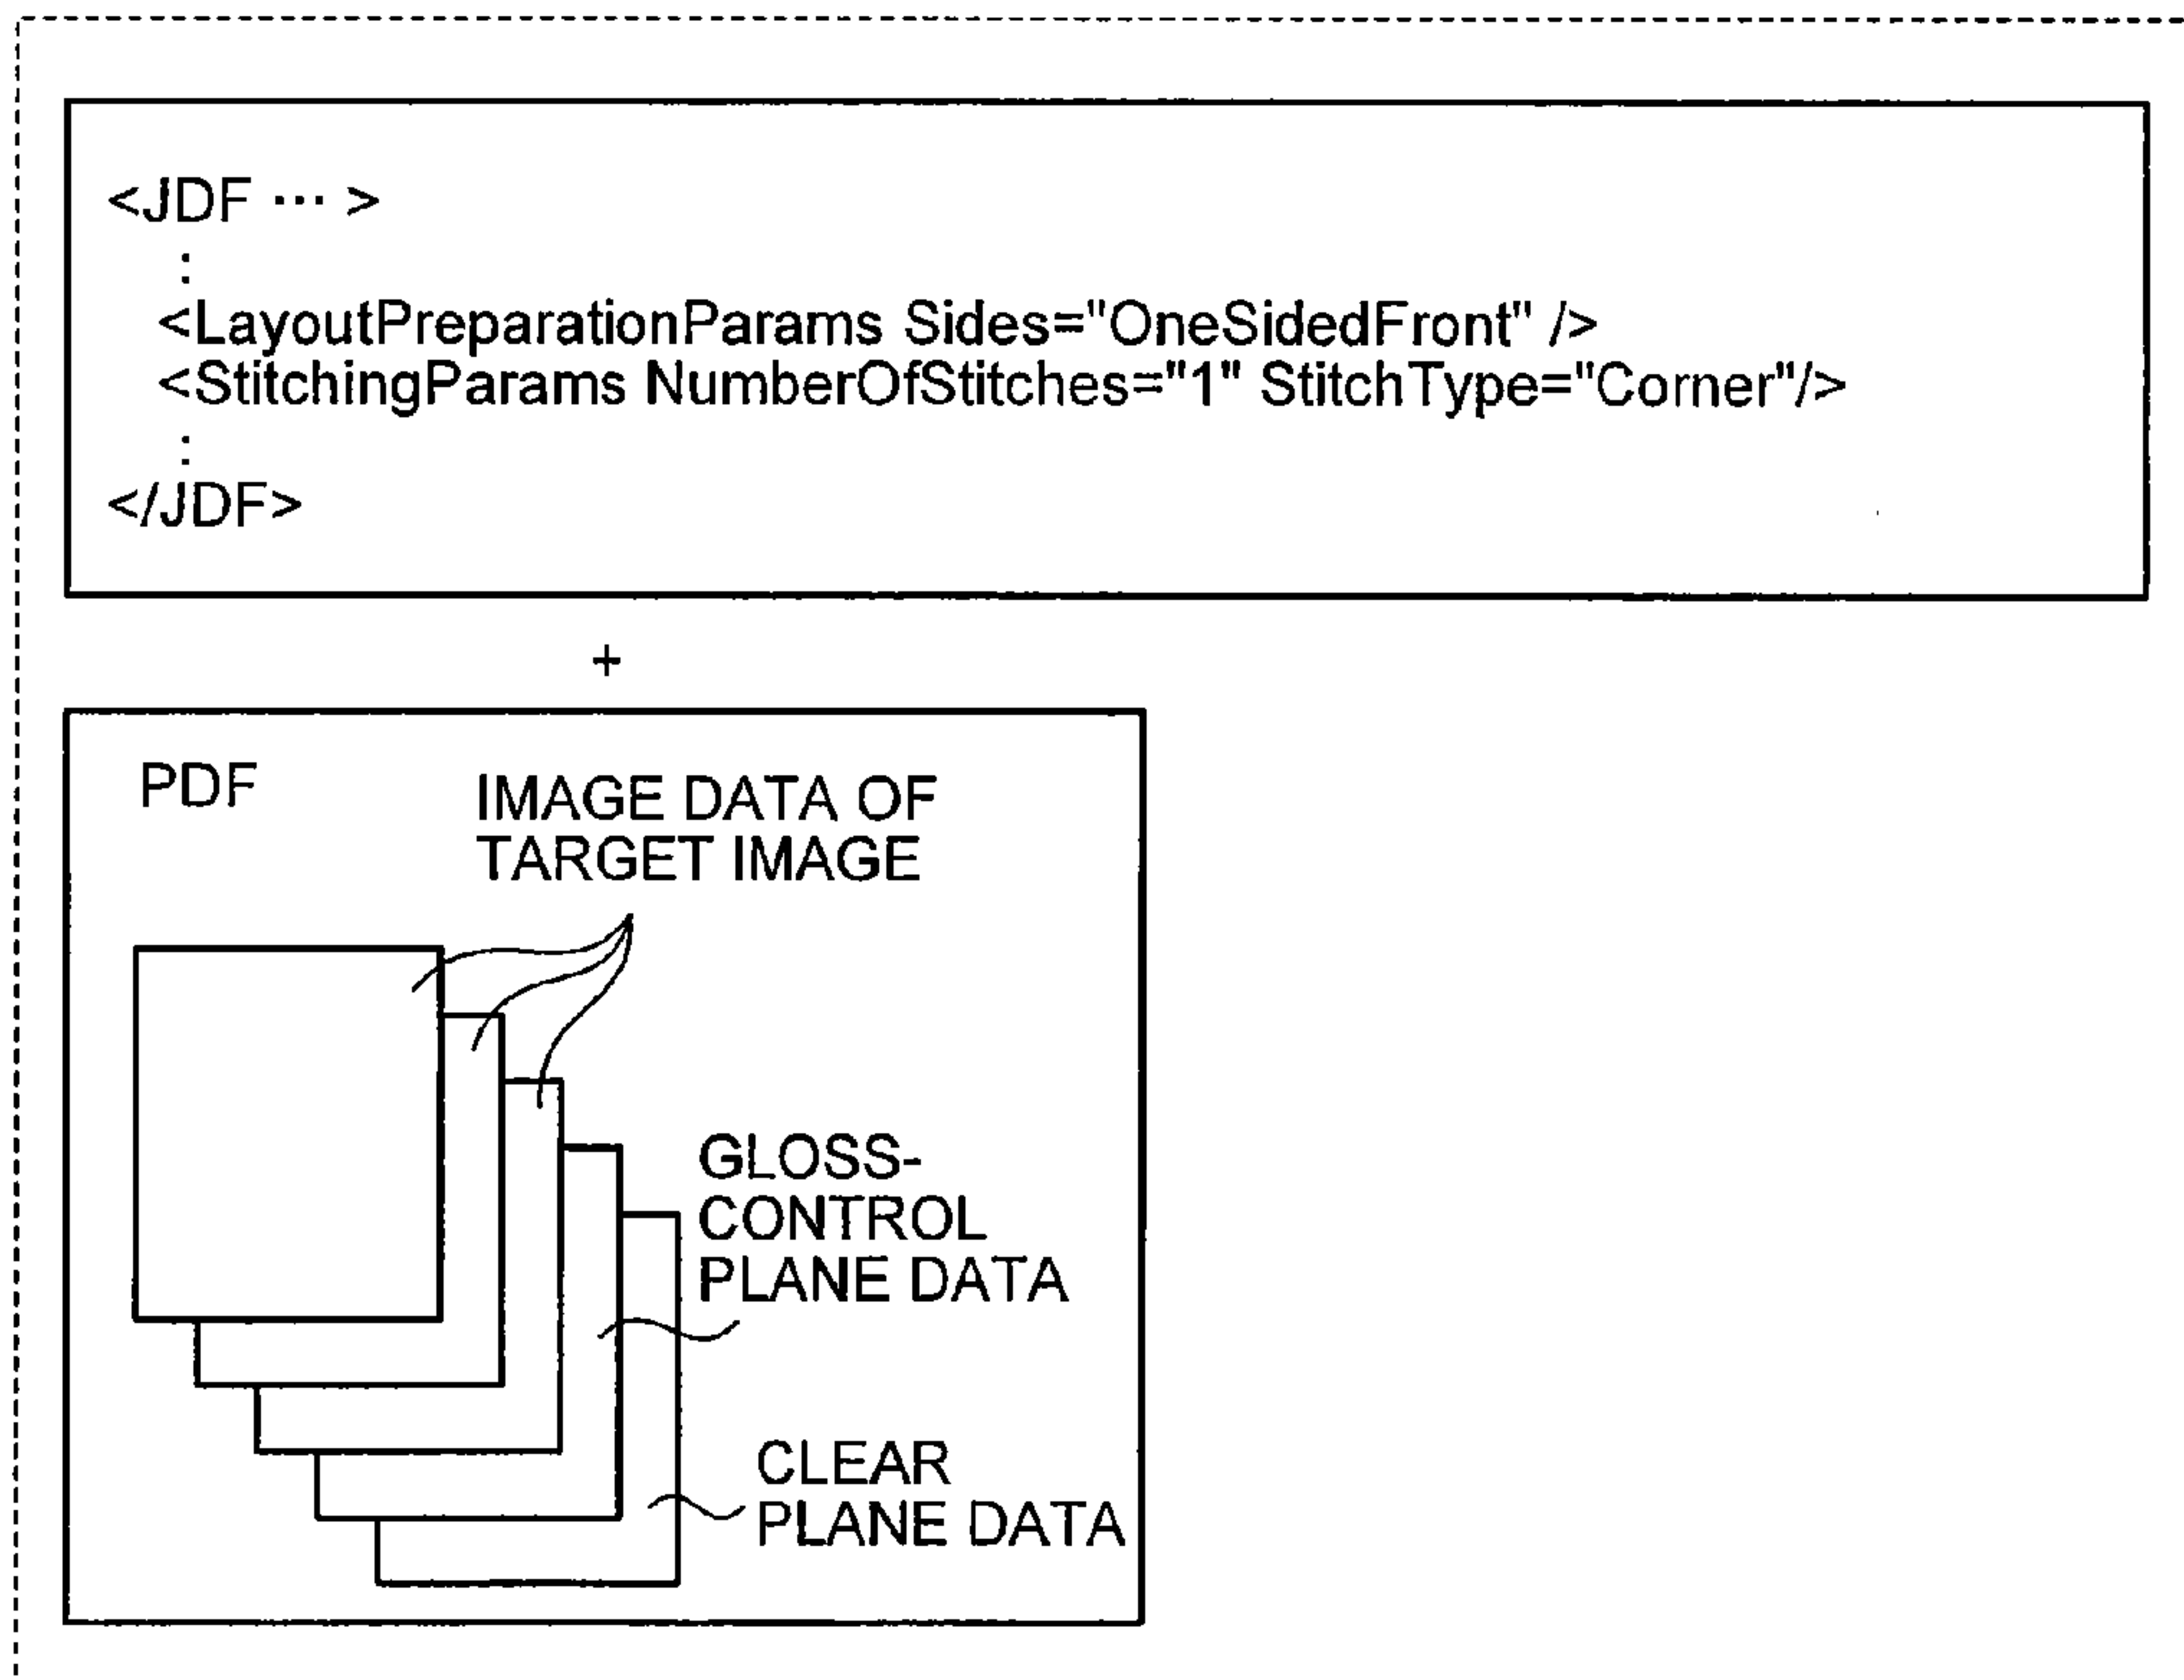 <JDF ··· >
:
<LayoutPreparationParams Sides="OneSidedFront" />
<StitchingParams NumberOfStitches="1" StitchType="Corner"/>
:
</JDF>
+
PDF
IMAGE DATA OF
TARGET IMAGE
GLOSS-
CONTROL
PLANE DATA
CLEAR
PLANE DATA